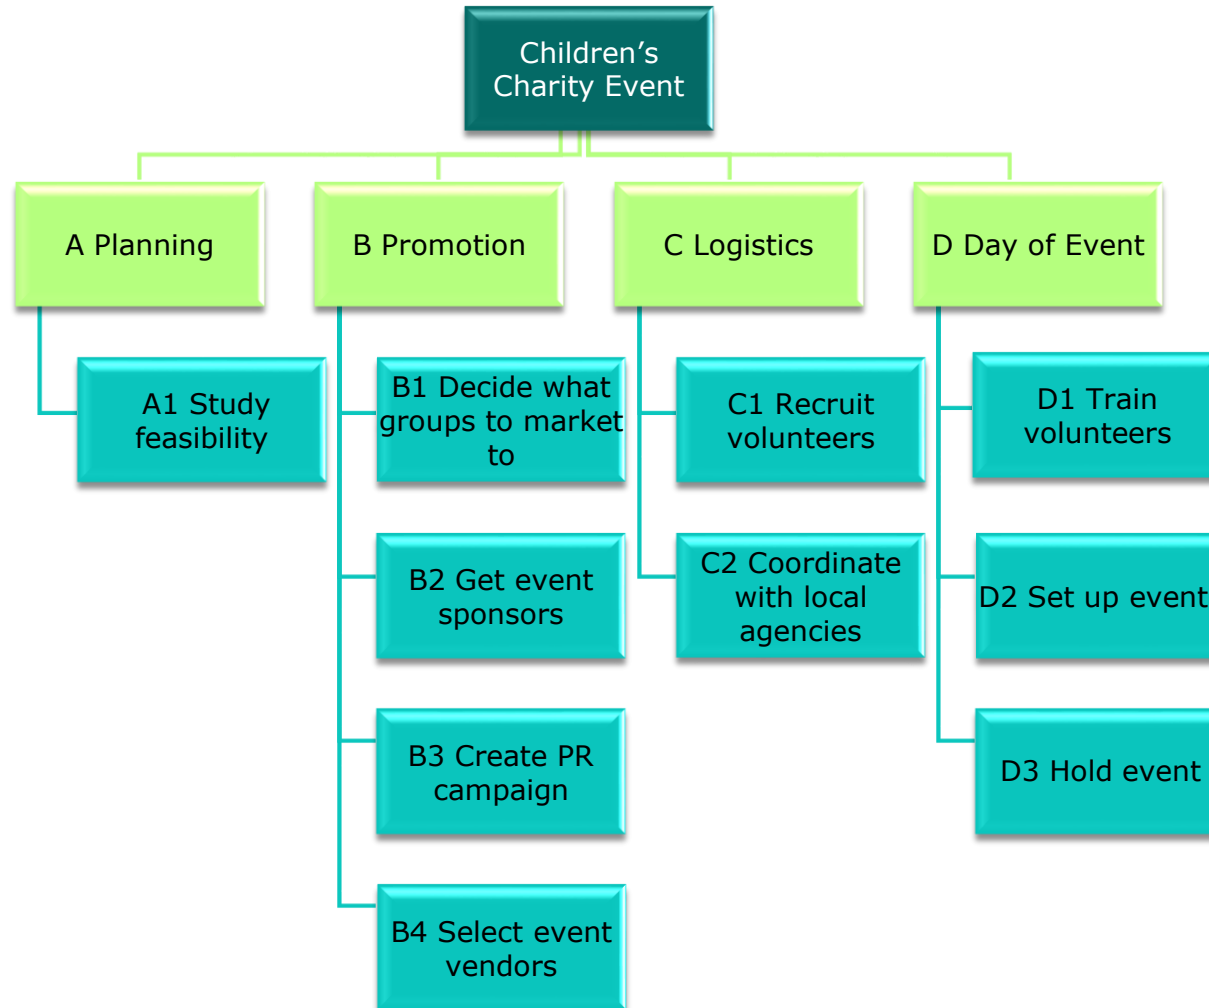 Children’s
Charity Event
A Planning
B Promotion
C Logistics
D Day of Event
A1 Study
feasibility
B1 Decide what
groups to market
to
B2 Get event
sponsors
B3 Create PR
campaign
B4 Select event
vendors
C1 Recruit
volunteers
C2 Coordinate
with local
agencies
D1 Train
volunteers
D2 Set up event
D3 Hold event